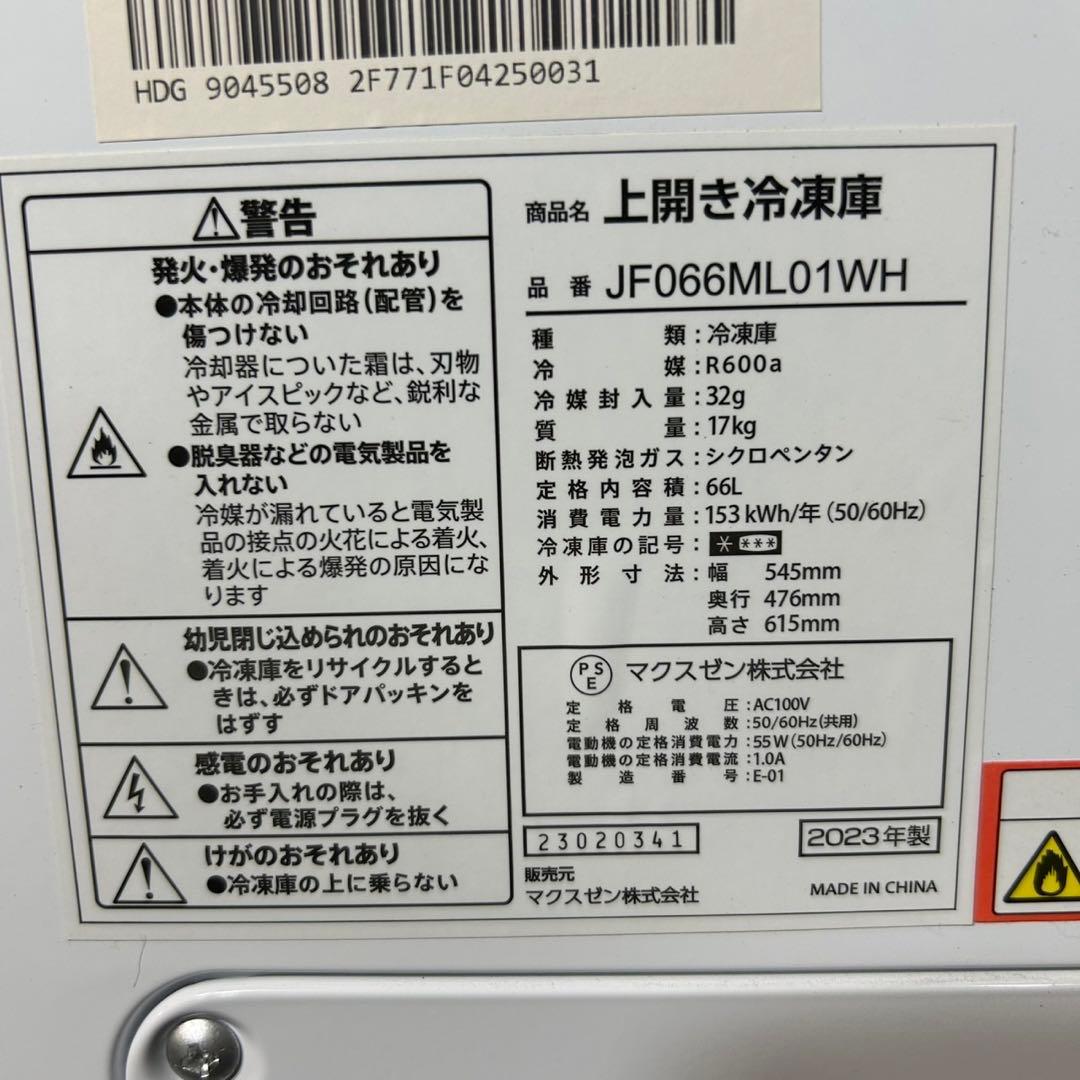 HDG 9045508 2F771F04250031
警告
発火・爆発のおそれあり
●本体の冷却回路(配管)を
傷つけない
冷却器についた霜は、刃物
やアイスピックなど、鋭利な
金属で取らない
●脱臭器などの電気製品を
入れない
冷媒が漏れていると電気製
品の接点の火花による着火、
着火による爆発の原因にな
ります
幼児閉じ込められのおそれあり
●冷凍庫をリサイクルすると
きは、必ずドアパッキンを
はずす
感電のおそれあり
●お手入れの際は、
必ず電源プラグを抜く
けがのおそれあり
●冷凍庫の上に乗らない
商品名 上開き冷凍庫
品番 JF066ML01WH
種類:冷凍庫
冷媒:R600a
冷媒封入量:32g
質量:17kg
断熱発泡ガス:シクロペンタン
定格内容積:66L
消費電力量:153 kWh/年(50/60Hz)
冷凍庫の記号:* ***
外形寸法:幅 545mm
奥行 476mm
高さ 615mm
PSE マクスゼン株式会社
定格電圧:AC100V
定格周波数:50/60Hz(共用)
電動機の定格消費電力:55W(50Hz/60Hz)
電動機の定格消費電流:1.0A
製造番号:E-01
23020341
2023年製
販売元
マクスゼン株式会社
MADE IN CHINA